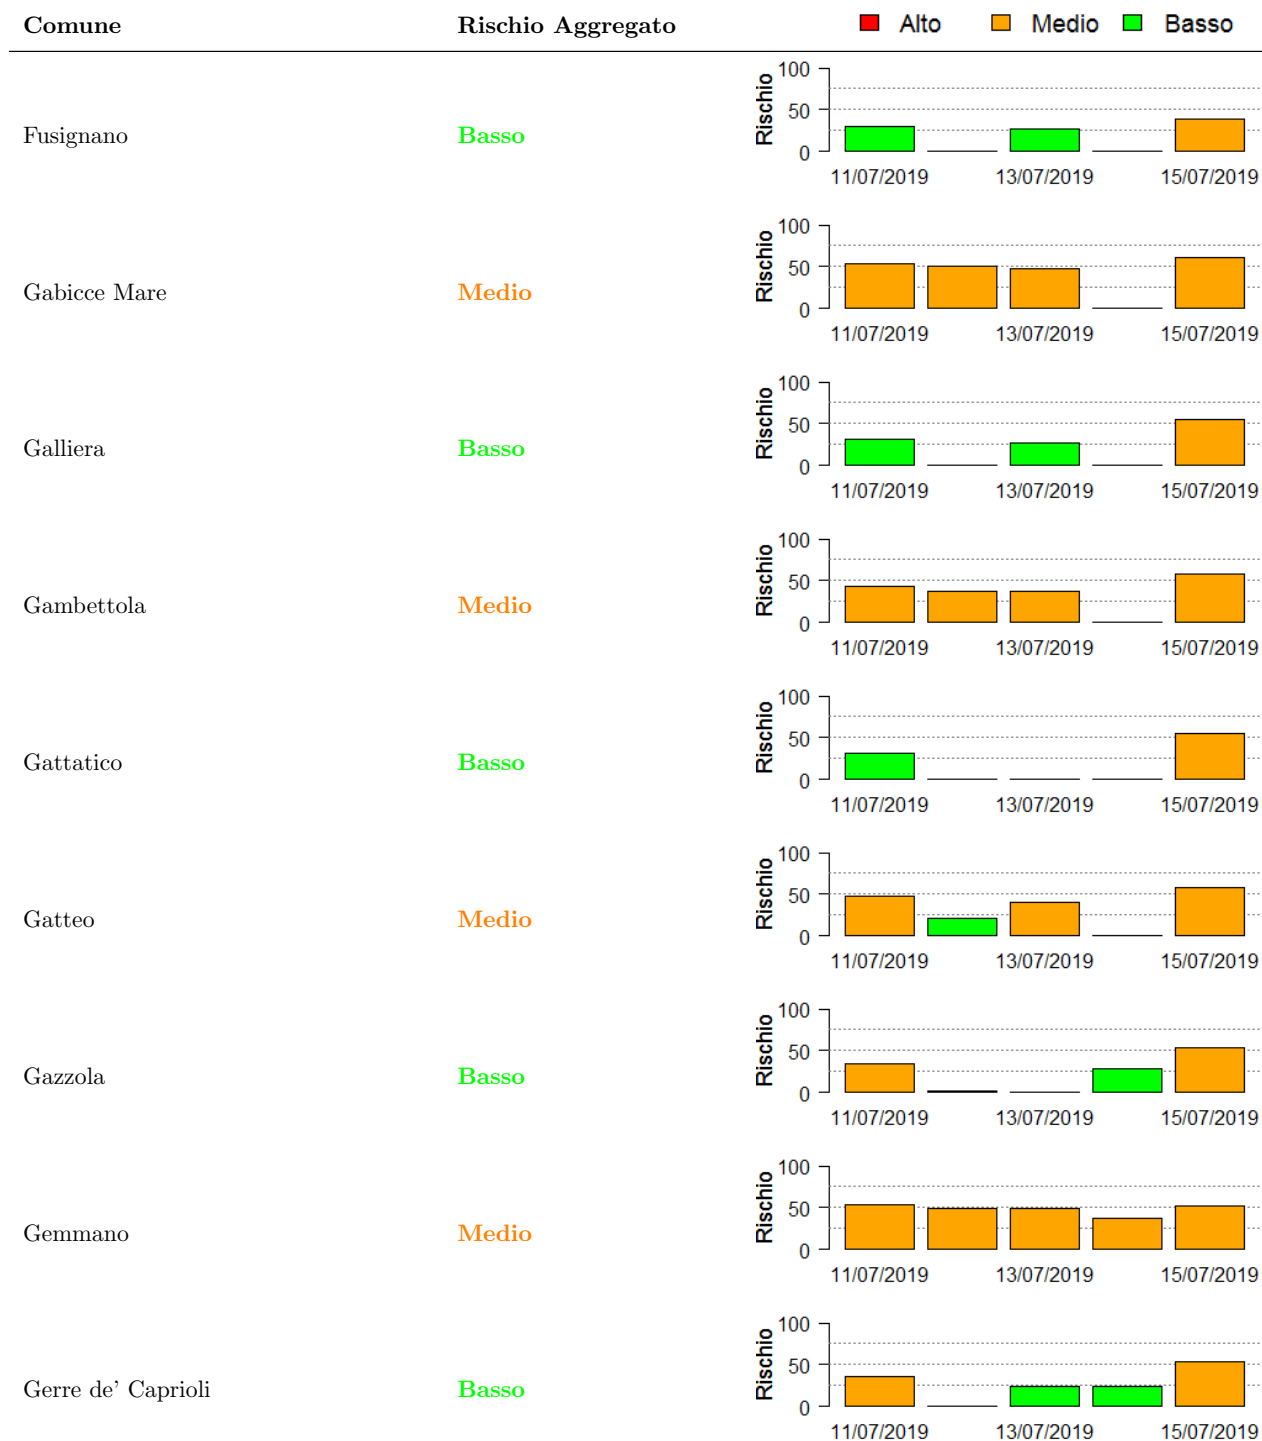 Comune Rischio Aggregato Alto Medio Basso
Fusignano Basso Rischio 100 50 0
11/07/2019 13/07/2019 15/07/2019
Gabicce Mare Medio Rischio 100 50 0
11/07/2019 13/07/2019 15/07/2019
Galliera Basso Rischio 100 50 0
11/07/2019 13/07/2019 15/07/2019
Gambettola Medio Rischio 100 50 0
11/07/2019 13/07/2019 15/07/2019
Gattatico Basso Rischio 100 50 0
11/07/2019 13/07/2019 15/07/2019
Gatteo Medio Rischio 100 50 0
11/07/2019 13/07/2019 15/07/2019
Gazzola Basso Rischio 100 50 0
11/07/2019 13/07/2019 15/07/2019
Gemmano Medio Rischio 100 50 0
11/07/2019 13/07/2019 15/07/2019
Gerre de' Caprioli Basso Rischio 100 50 0
11/07/2019 13/07/2019 15/07/2019